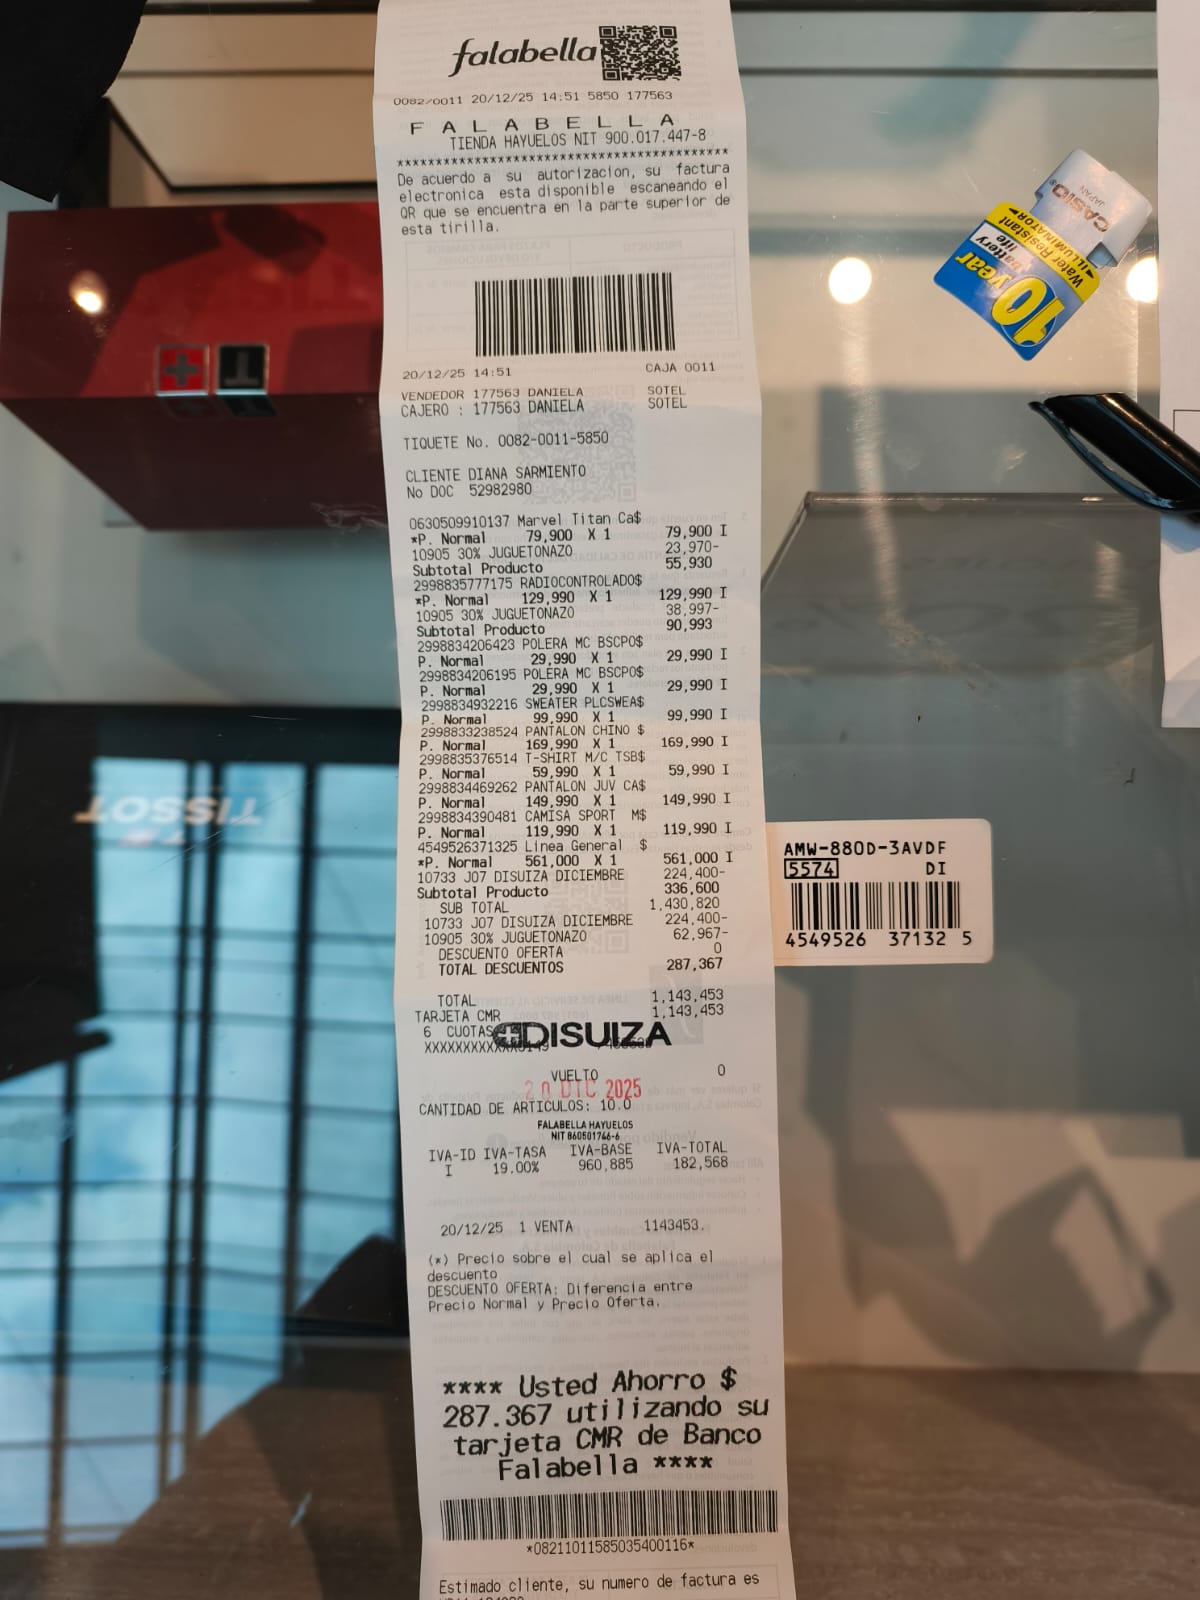 falabella
0082/0011 20/12/25 14:51 5850 177563
F A L A B E L L A
TIENDA HAYUELOS NIT 900.017.447-8
******************************************
De acuerdo a su autorizacion, su factura
electronica esta disponible escaneando el
QR que se encuentra en la parte superior de
esta tirilla.
20/12/25 14:51 CAJA 0011
VENDEDOR 177563 DANIELA SOTEL
CAJERO : 177563 DANIELA SOTEL
TIQUETE No. 0082-0011-5850
CLIENTE DIANA SARMIENTO
No DOC 52982980
0630509910137 Marvel Titan Ca$
*P. Normal 79,900 X 1 79,900 I
10905 30% JUGUETONAZO 23,970-
Subtotal Producto 55,930
2998835777175 RADIOCONTROLADO$
*P. Normal 129,990 X 1 129,990 I
10905 30% JUGUETONAZO 38,997-
Subtotal Producto 90,993
2998834206423 POLERA MC BSCPO$
P. Normal 29,990 X 1 29,990 I
2998834206195 POLERA MC BSCPO$
P. Normal 29,990 X 1 29,990 I
2998834932216 SWEATER PLCSWEA$
P. Normal 99,990 X 1 99,990 I
2998833238524 PANTALON CHINO $
P. Normal 169,990 X 1 169,990 I
2998835376514 T-SHIRT M/C TSB$
P. Normal 59,990 X 1 59,990 I
2998834469262 PANTALON JUV CA$
P. Normal 149,990 X 1 149,990 I
2998834390481 CAMISA SPORT M$
P. Normal 119,990 X 1 119,990 I
4549526371325 Linea General $
*P. Normal 561,000 X 1 561,000 I
10733 J07 DISUIZA DICIEMBRE 224,400-
Subtotal Producto 336,600
SUB TOTAL 1,430,820
10733 J07 DISUIZA DICIEMBRE 224,400-
10905 30% JUGUETONAZO 62,967-
DESCUENTO OFERTA 0
TOTAL DESCUENTOS 287,367
TOTAL 1,143,453
TARJETA CMR 1,143,453
6 CUOTAS
DISUIZA
VUELTO 0
20 DIC 2025
CANTIDAD DE ARTICULOS: 10.0
FALABELLA HAYUELOS
NIT 860501746-6
IVA-ID IVA-TASA IVA-BASE IVA-TOTAL
I 19.00% 960,885 182,568
20/12/25 1 VENTA 1143453.
(*) Precio sobre el cual se aplica el
descuento
DESCUENTO OFERTA: Diferencia entre
Precio Normal y Precio Oferta.
**** Usted Ahorro $
287.367 utilizando su
tarjeta CMR de Banco
Falabella ****
*08211011585035400116*
Estimado cliente, su numero de factura es
CASIO
JAPAN
ILLUMINATOR
Water Resistant
10 year
battery
life
TISSOT
AMW-880D-3AVDF
5574 DI
4549526 37132 5